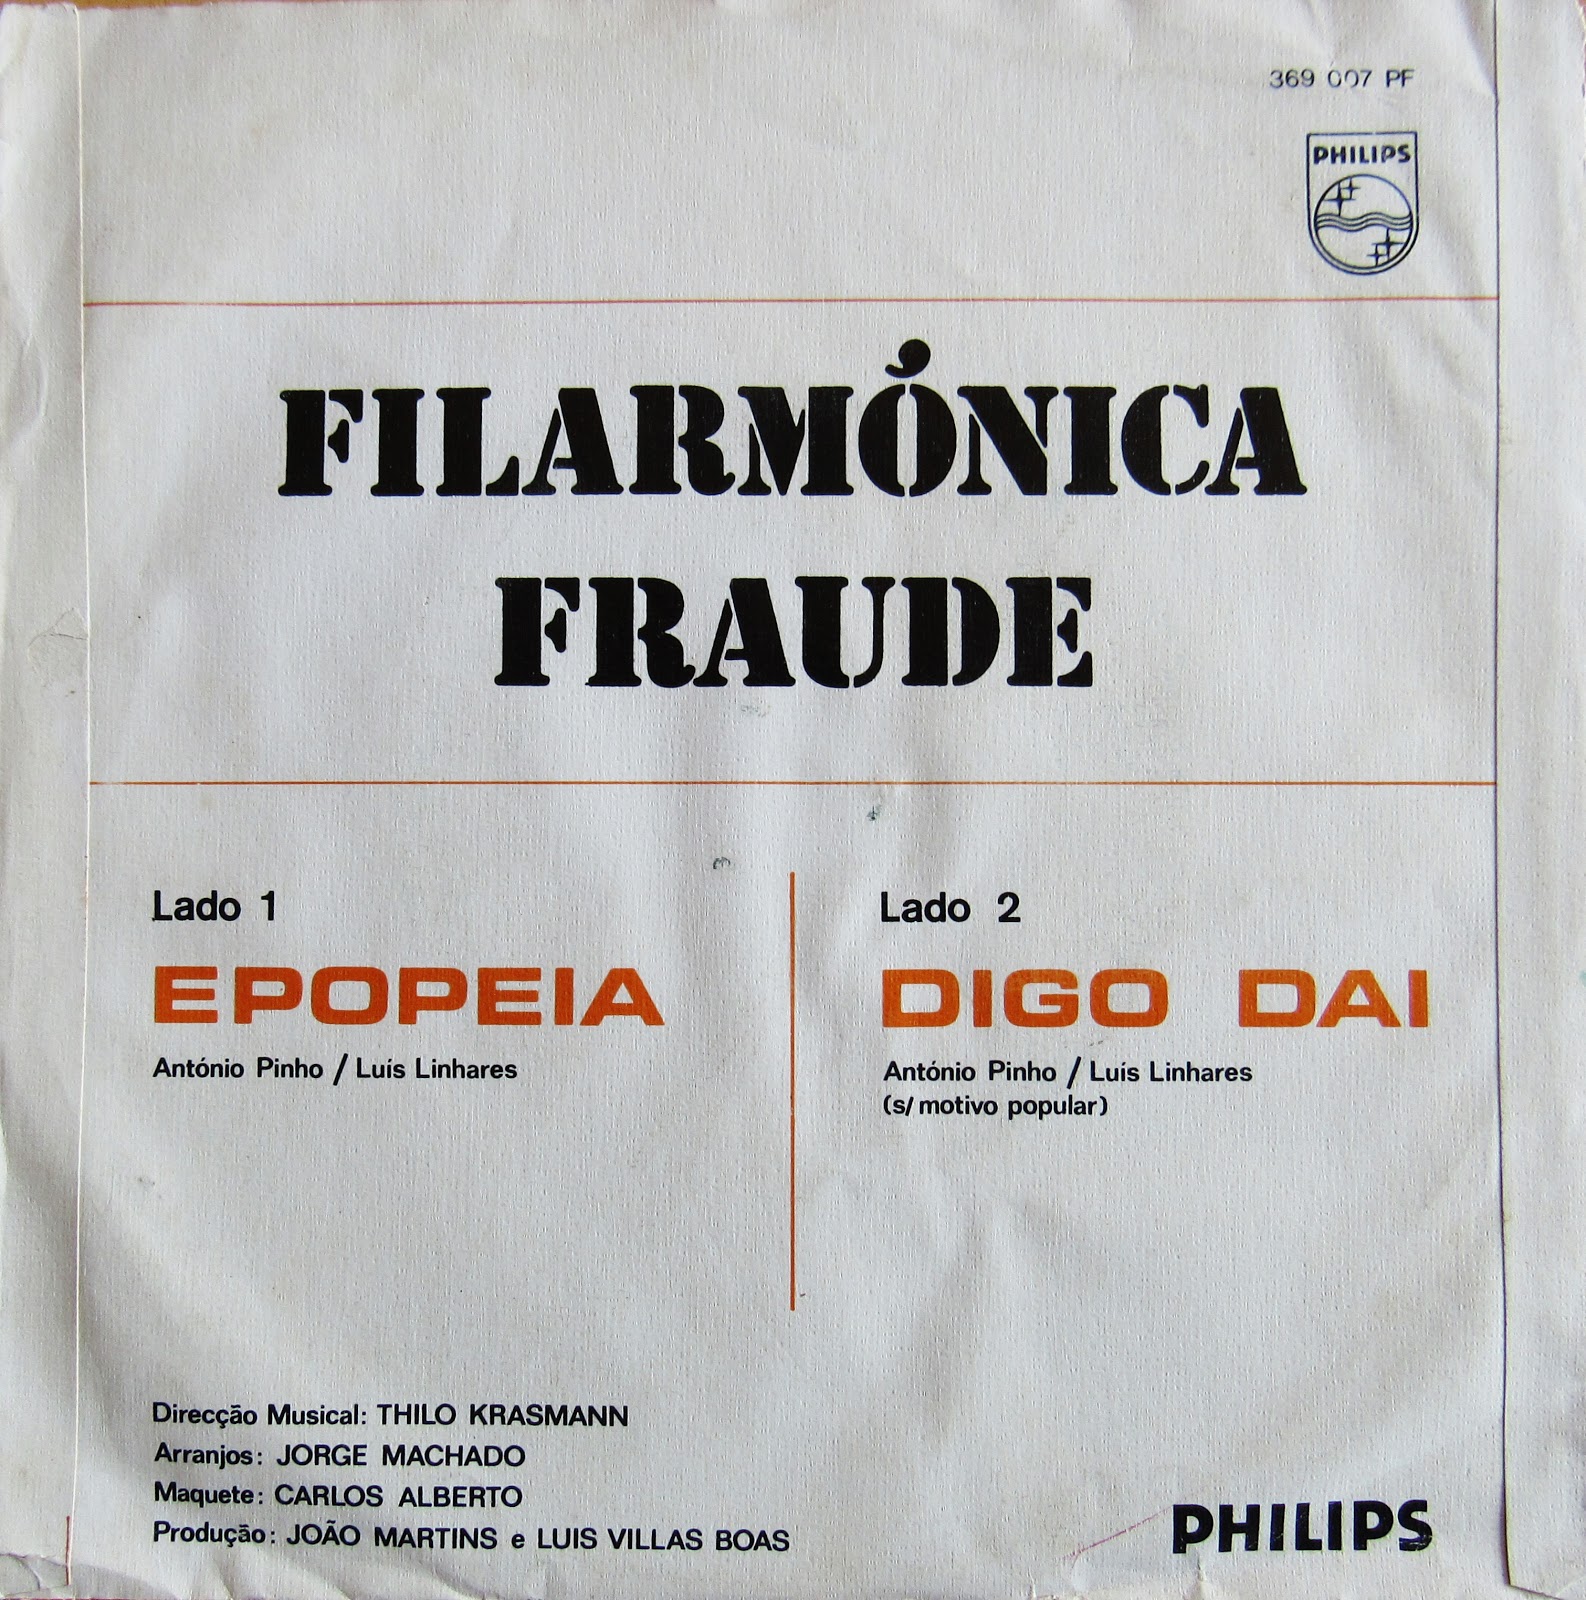 369 007 PF
PHILIPS
FILARMÓNICA
FRAUDE
Lado 1
EPOPEIA
António Pinho / Luís Linhares
Lado 2
DIGO DAI
António Pinho / Luís Linhares
(s/ motivo popular)
Direcção Musical: THILO KRASMANN
Arranjos: JORGE MACHADO
Maquete: CARLOS ALBERTO
Produção: JOÃO MARTINS e LUIS VILLAS BOAS
PHILIPS